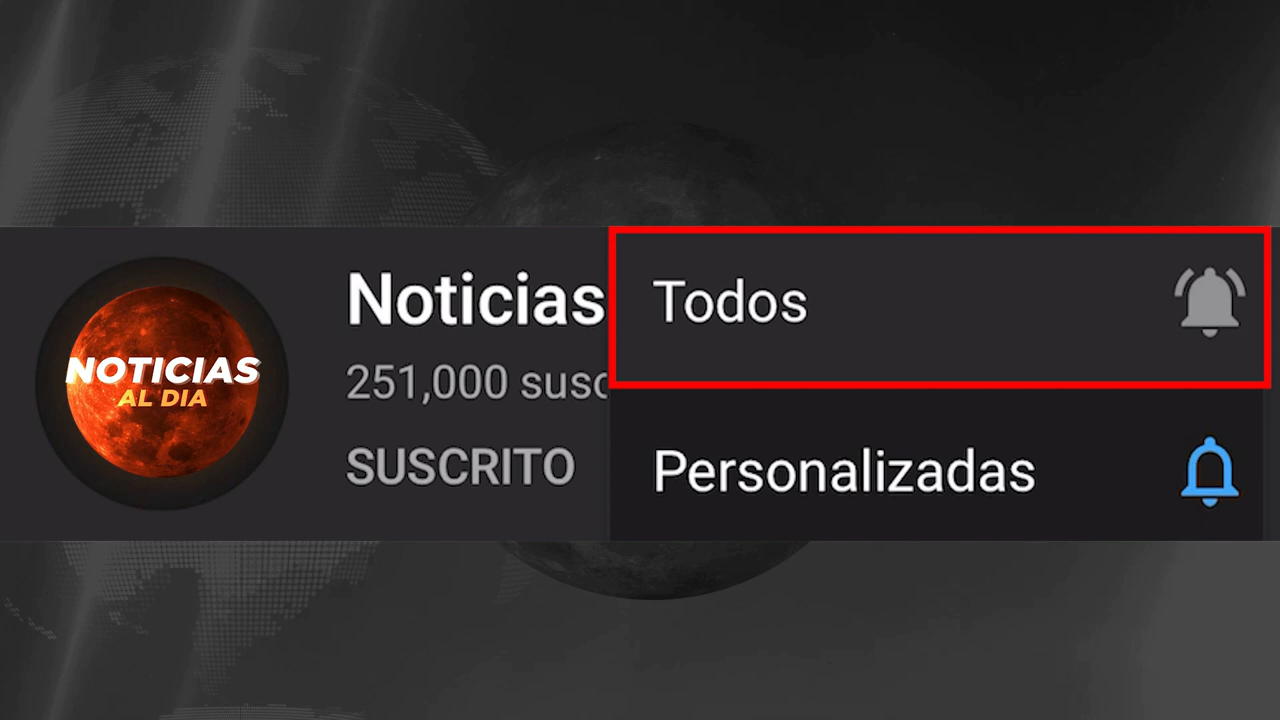 NOTICIAS
AL DIA
Noticias
251,000 susc
SUSCRITO
Todos
Personalizadas